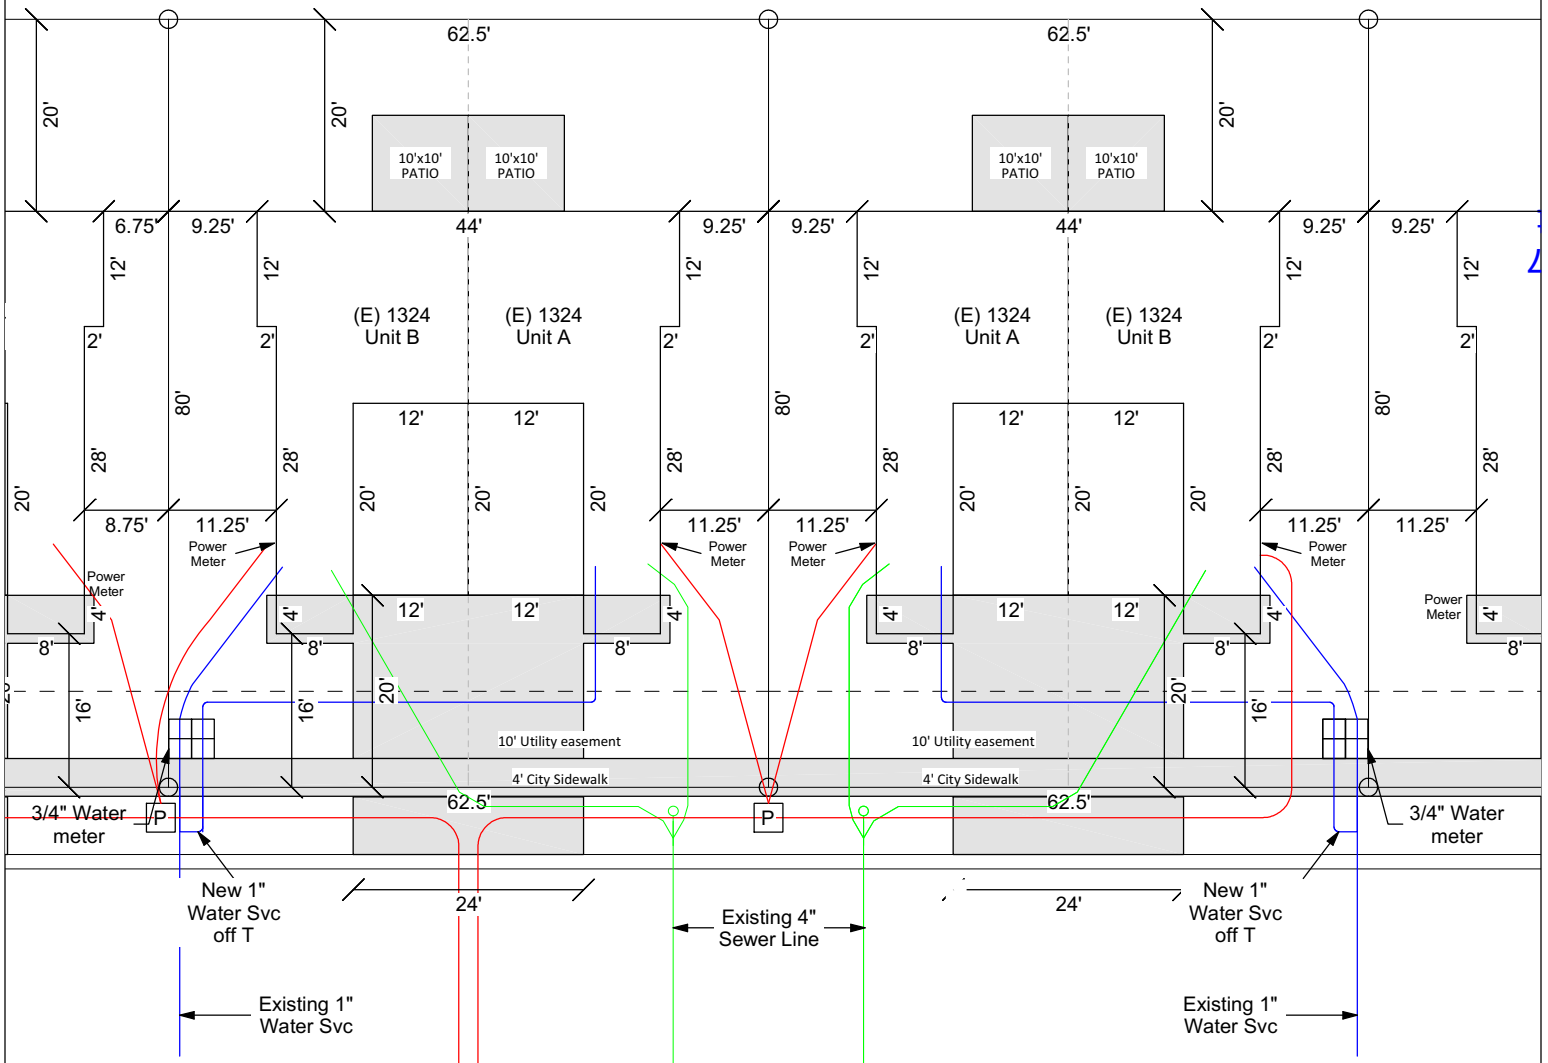 62.5'
62.5'
20'
20'
20'
10'x10'
PATIO
10'x10'
PATIO
10'x10'
PATIO
10'x10'
PATIO
6.75'
9.25'
44'
9.25'
9.25'
44'
9.25'
9.25'
12'
12'
12'
12'
12'
12'
(E) 1324
Unit B
(E) 1324
Unit A
(E) 1324
Unit A
(E) 1324
Unit B
2'
2'
2'
2'
2'
2'
80'
80'
80'
12'
12'
12'
12'
28'
28'
28'
28'
28'
28'
20'
20'
20'
20'
20'
20'
20'
8.75'
11.25'
11.25'
11.25'
11.25'
11.25'
Power
Meter
Power
Meter
Power
Meter
Power
Meter
Power
Meter
Power
Meter
4'
4'
12'
12'
4'
4'
12'
12'
4'
4'
8'
8'
8'
8'
8'
8'
20'
20'
16'
16'
16'
10' Utility easement
10' Utility easement
4' City Sidewalk
4' City Sidewalk
62.5'
62.5'
3/4" Water
meter
P
P
3/4" Water
meter
New 1"
Water Svc
off T
24'
Existing 4"
Sewer Line
24'
New 1"
Water Svc
off T
Existing 1"
Water Svc
Existing 1"
Water Svc